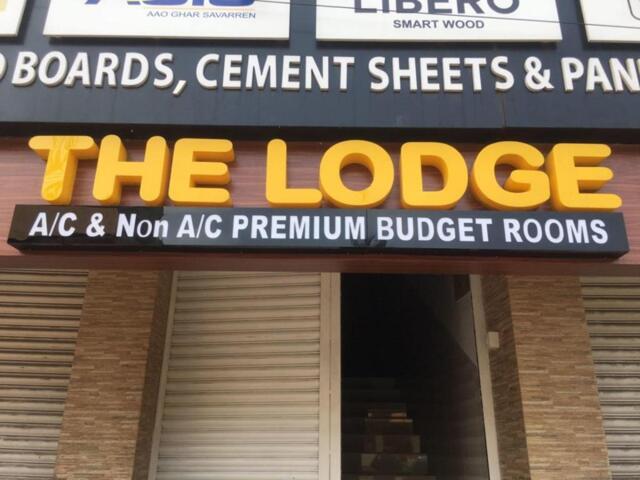 AAO GHAR SAVARREN
LIBERO
SMART WOOD
BOARDS, CEMENT SHEETS & PAN
THE LODGE
A/C & Non A/C PREMIUM BUDGET ROOMS